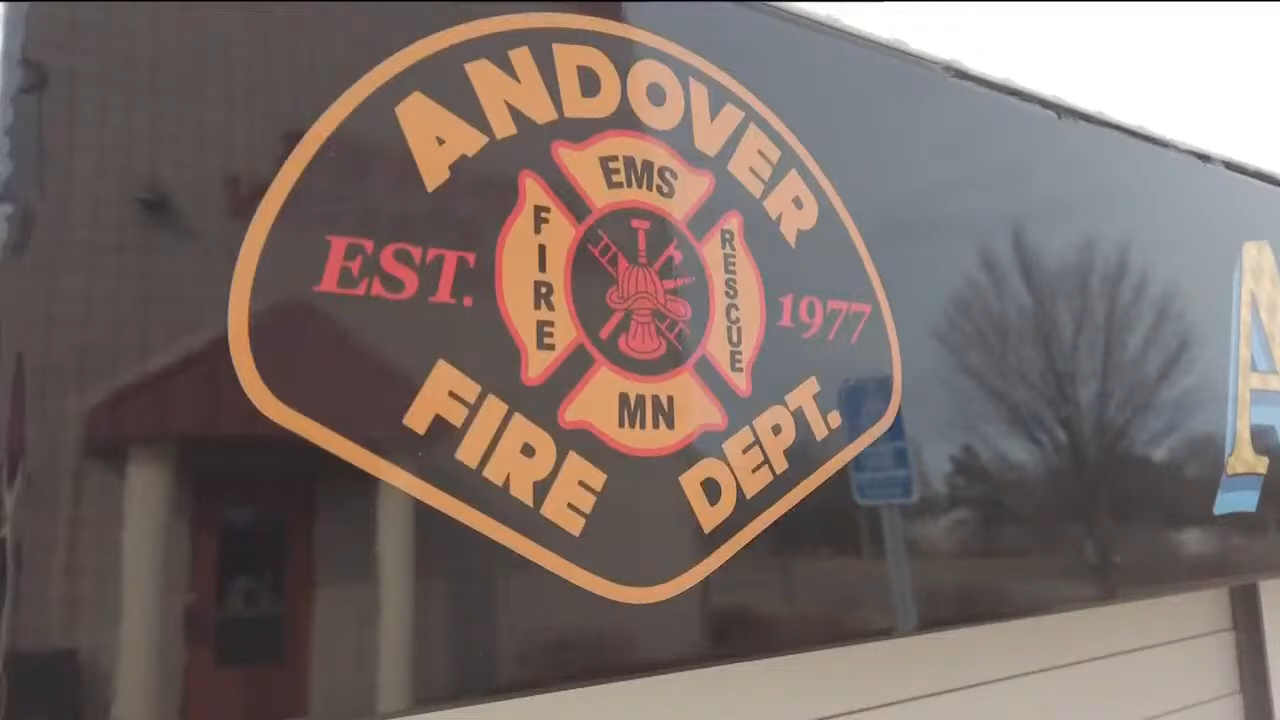 ANDOVER
EMS
FIRE
RESCUE
EST.
1977
MN
FIRE DEPT.
A